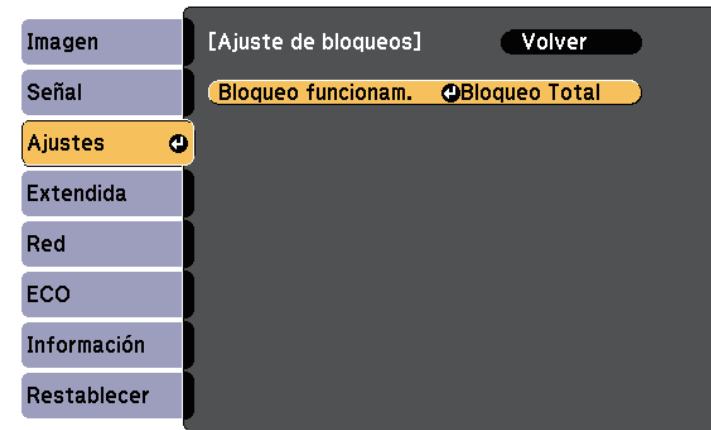 Imagen
Señal
Ajustes
Extendida
Red
ECO
Información
Restablecer
[Ajuste de bloqueos] Volver
Bloqueo funcionam. Bloqueo Total